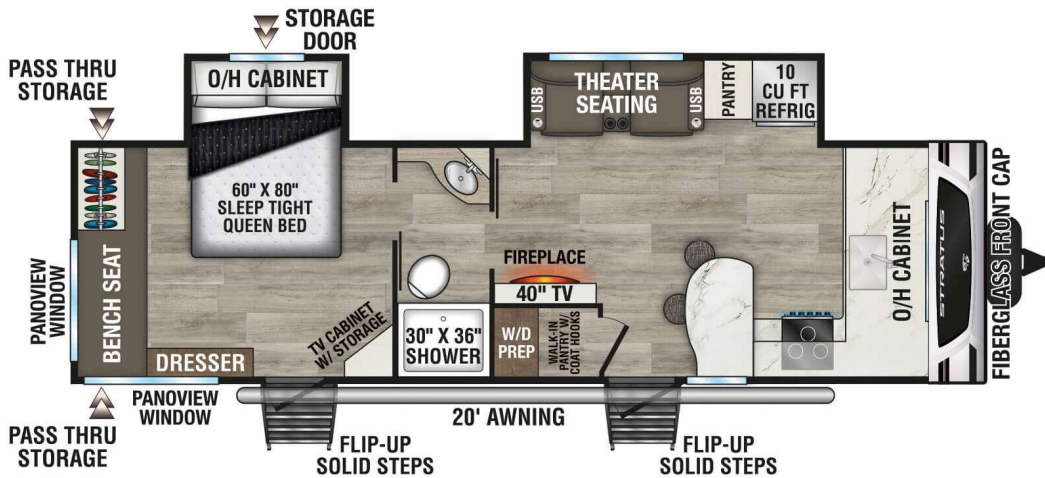 STORAGE
DOOR
PASS THRU
STORAGE
O/H CABINET
60" X 80"
SLEEP TIGHT
QUEEN BED
USB
THEATER
SEATING
USB
PANTRY
10
CU FT
REFRIG
PANOVIEW
WINDOW
BENCH SEAT
DRESSER
TV CABINET
W/ STORAGE
30" X 36"
SHOWER
FIREPLACE
40" TV
W/D
PREP
WALK-IN
PANTRY W/
COAT HOOKS
O/H CABINET
STRATUS
FIBERGLASS FRONT CAP
PANOVIEW
WINDOW
PASS THRU
STORAGE
20' AWNING
FLIP-UP
SOLID STEPS
FLIP-UP
SOLID STEPS